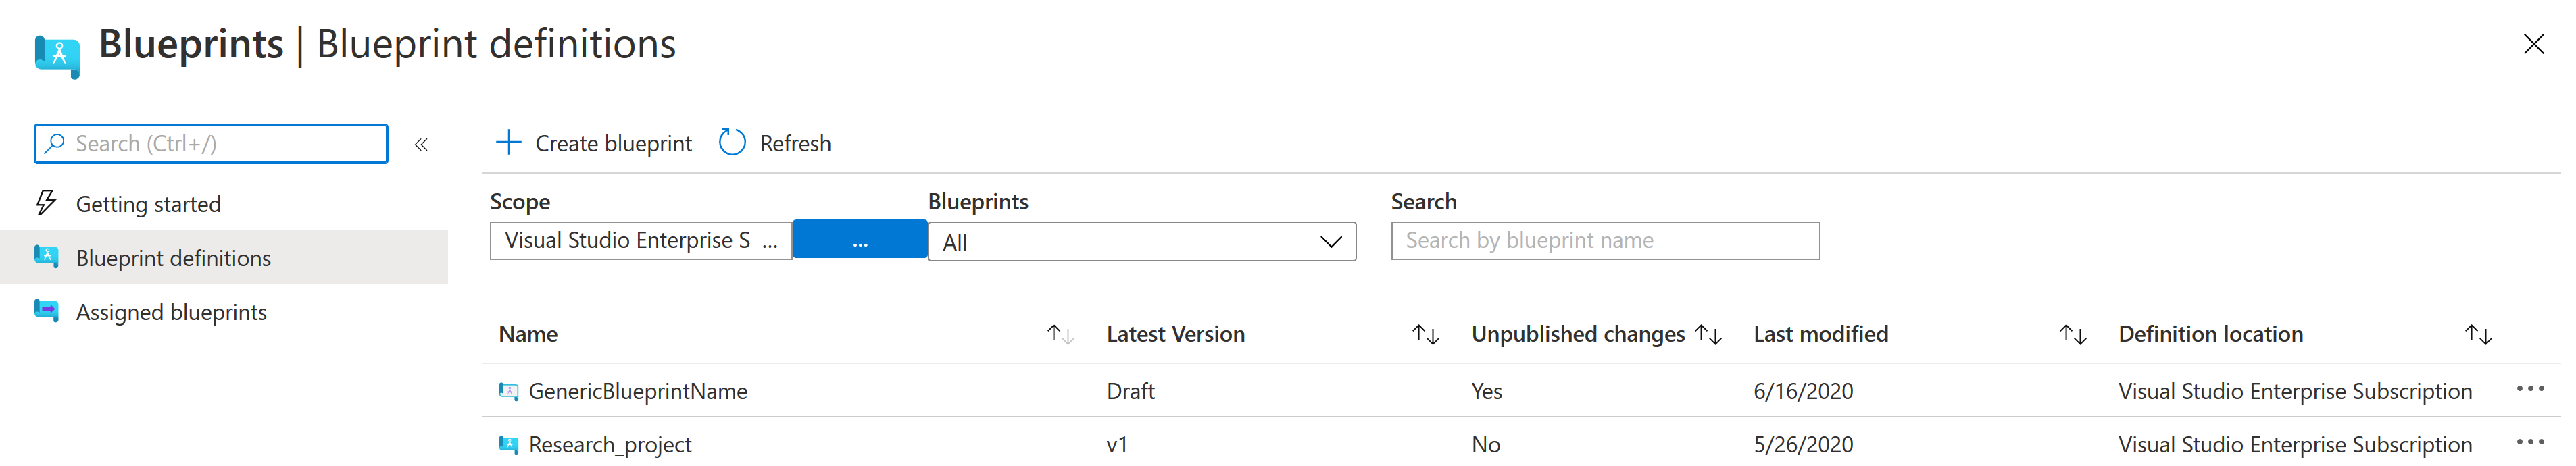 Blueprints | Blueprint definitions
Search (Ctrl+/)
«
Getting started
Blueprint definitions
Assigned blueprints
Create blueprint Refresh
Scope Blueprints Search
Visual Studio Enterprise S ... ... All Search by blueprint name
Name Latest Version Unpublished changes Last modified Definition location
GenericBlueprintName Draft Yes 6/16/2020 Visual Studio Enterprise Subscription ...
Research_project v1 No 5/26/2020 Visual Studio Enterprise Subscription ...